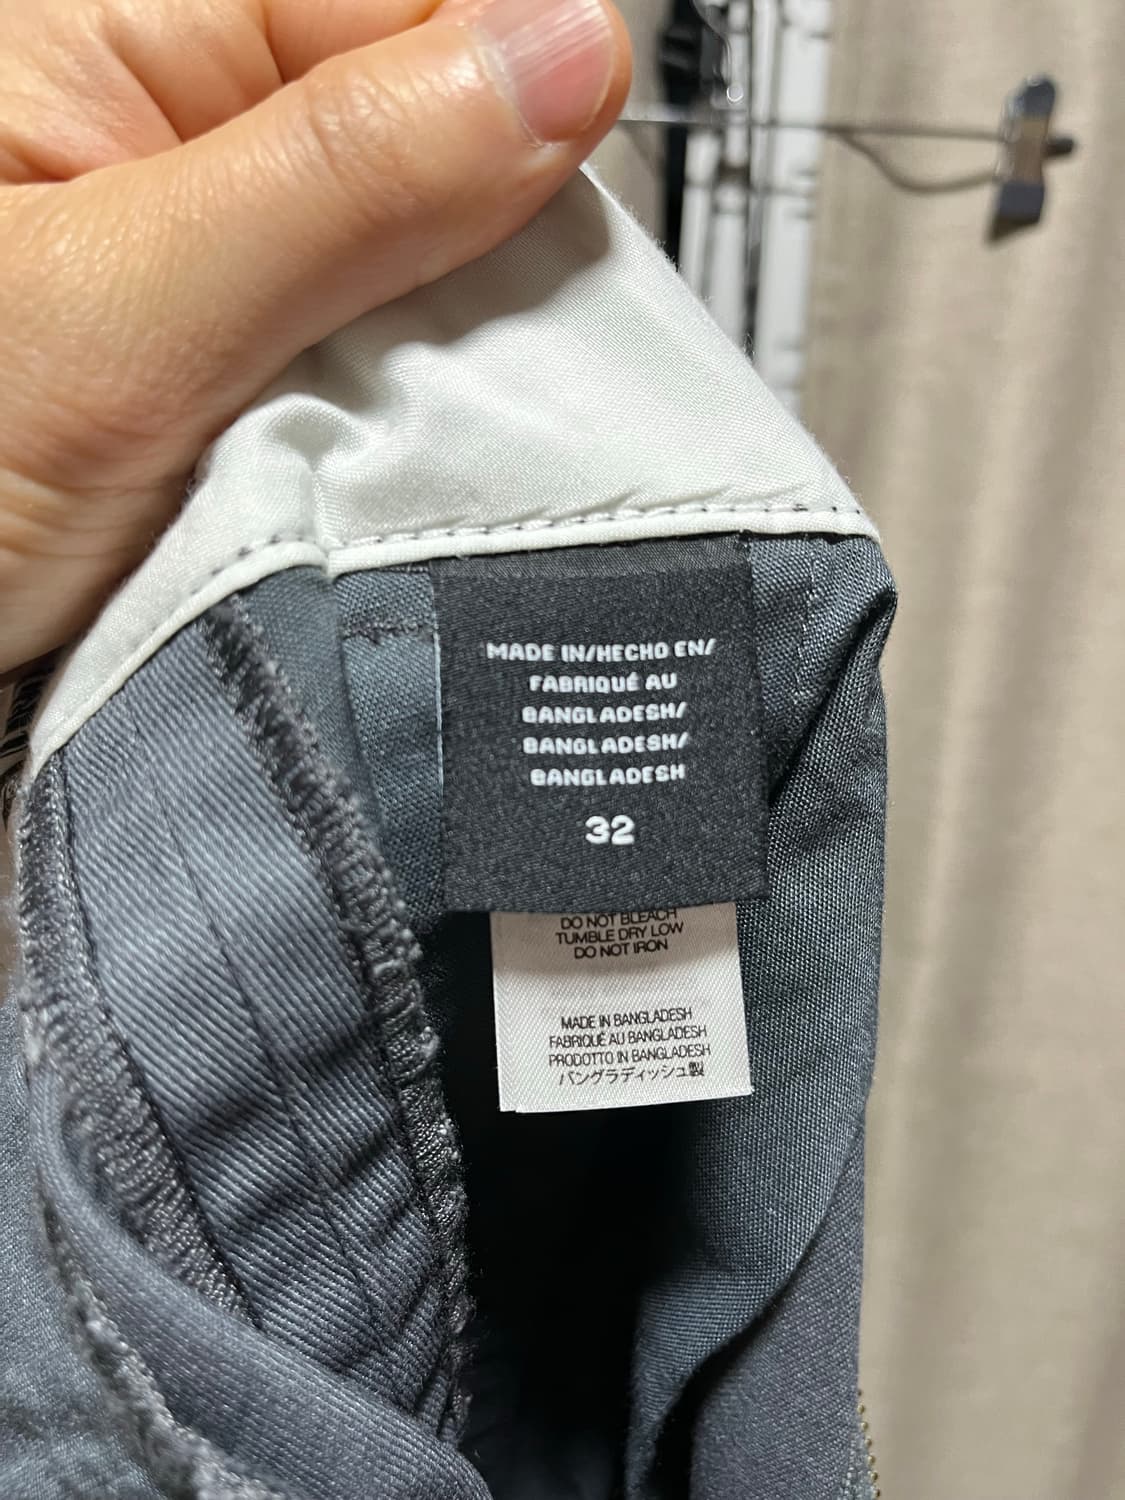 MADE IN/HECHO EN/
FABRIQUÉ AU
BANGLADESH/
BANGLADESH/
BANGLADESH
32
DO NOT BLEACH
TUMBLE DRY LOW
DO NOT IRON
MADE IN BANGLADESH
FABRIQUÉ AU BANGLADESH
PRODOTTO IN BANGLADESH
バングラディッシュ製